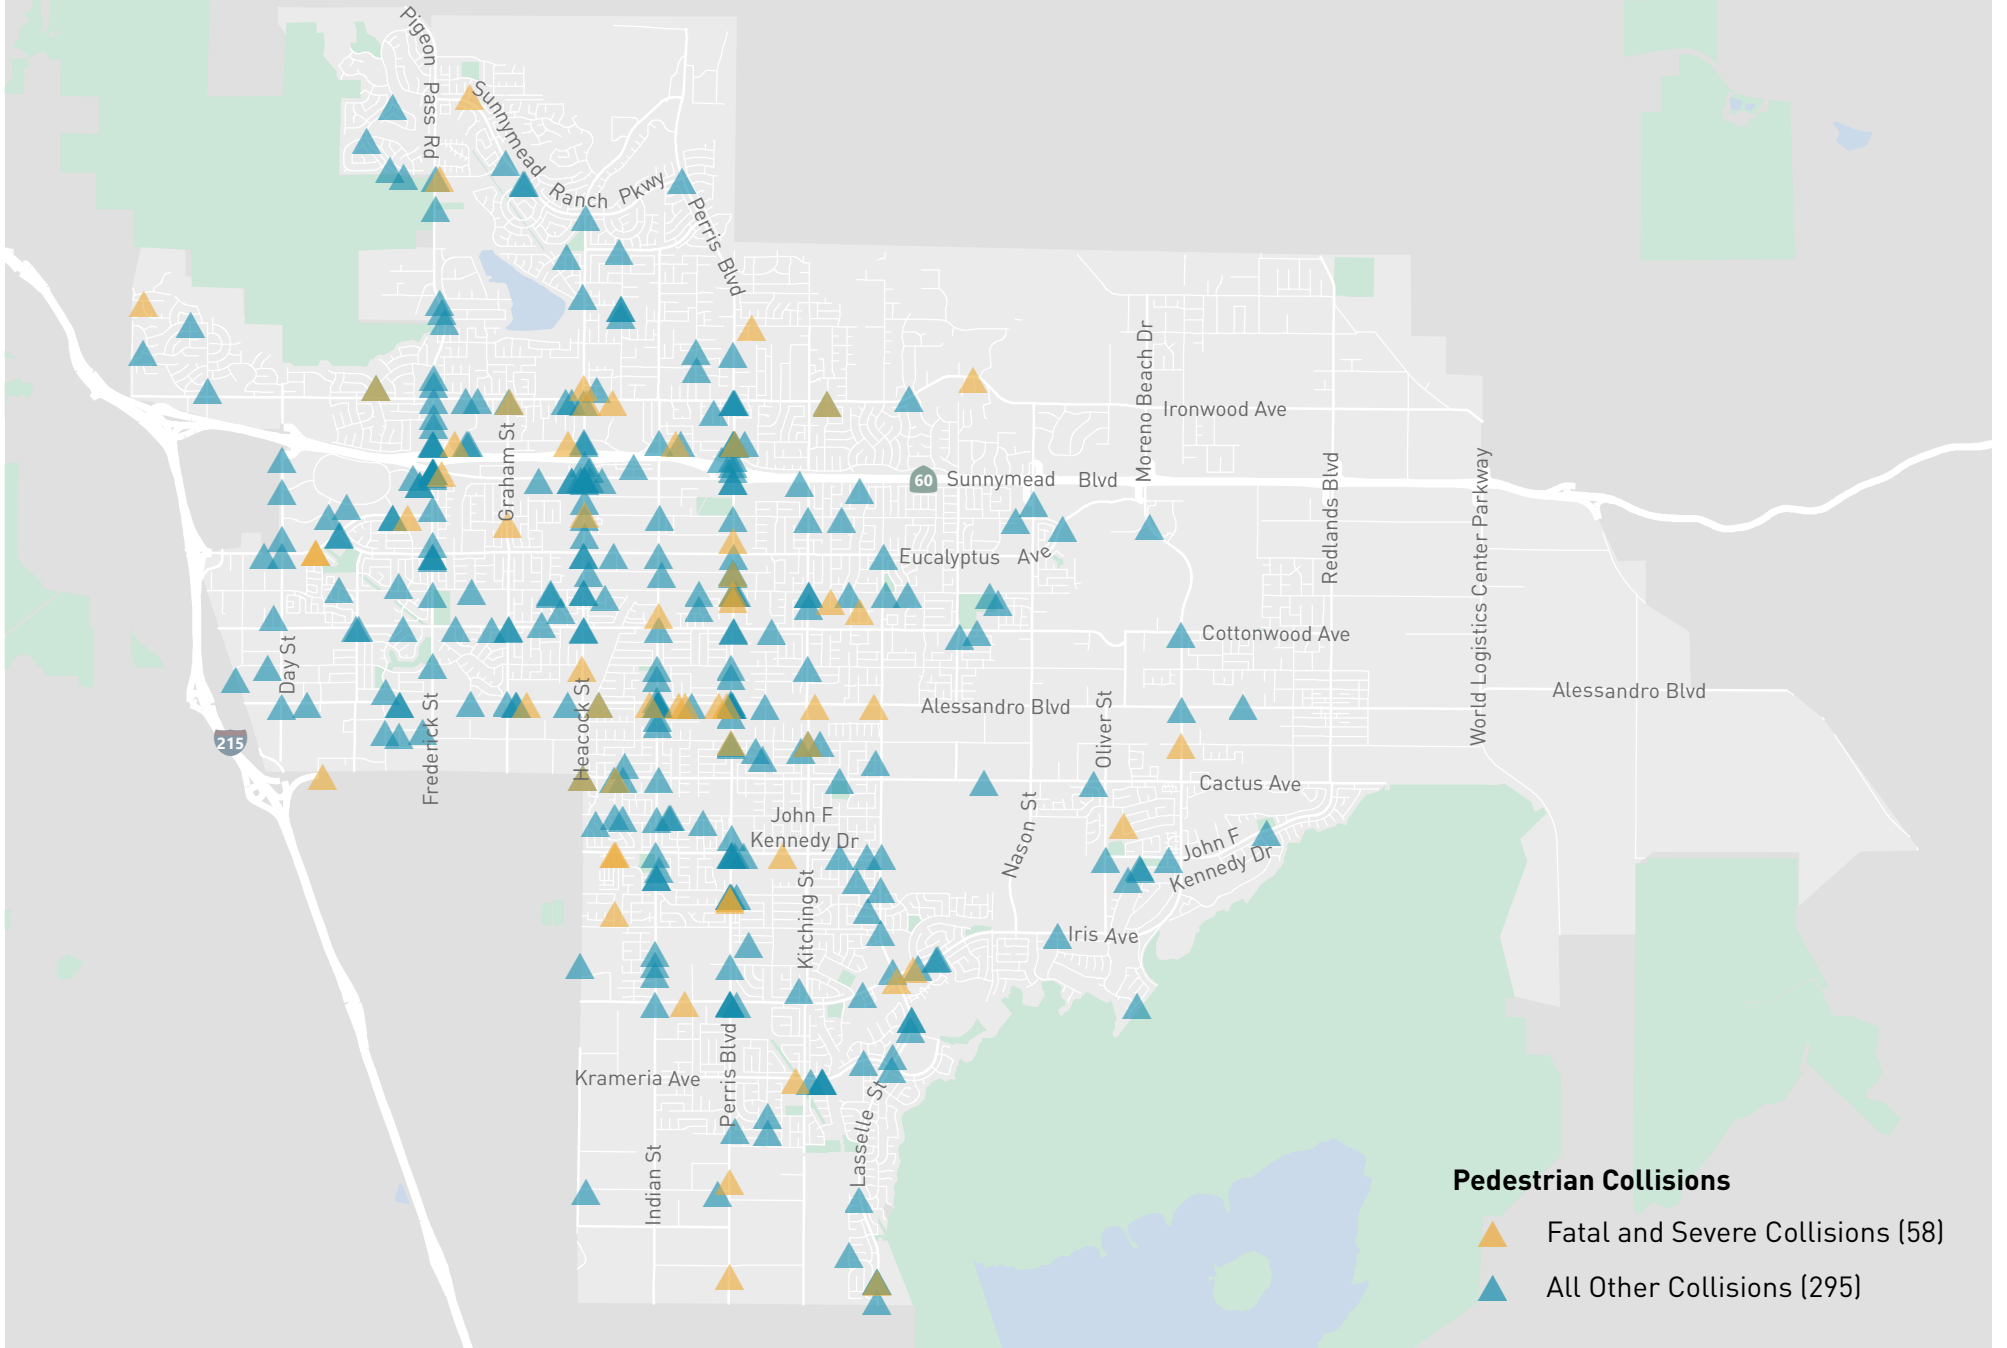 Pigeon Pass Rd
Sunnymead Ranch Pkwy
Perris Blvd
Moreno Beach Dr
Ironwood Ave
Graham St
60
Sunnymead Blvd
Redlands Blvd
World Logistics Center Parkway
Eucalyptus Ave
Day St
Cottonwood Ave
Frederick St
Heacock St
Alessandro Blvd
Oliver St
Alessandro Blvd
215
Cactus Ave
Nason St
John F
Kennedy Dr
John F
Kennedy Dr
Kitching St
Iris Ave
Krameria Ave
Perris Blvd
Lasselle St
Indian St
Pedestrian Collisions
Fatal and Severe Collisions (58)
All Other Collisions (295)